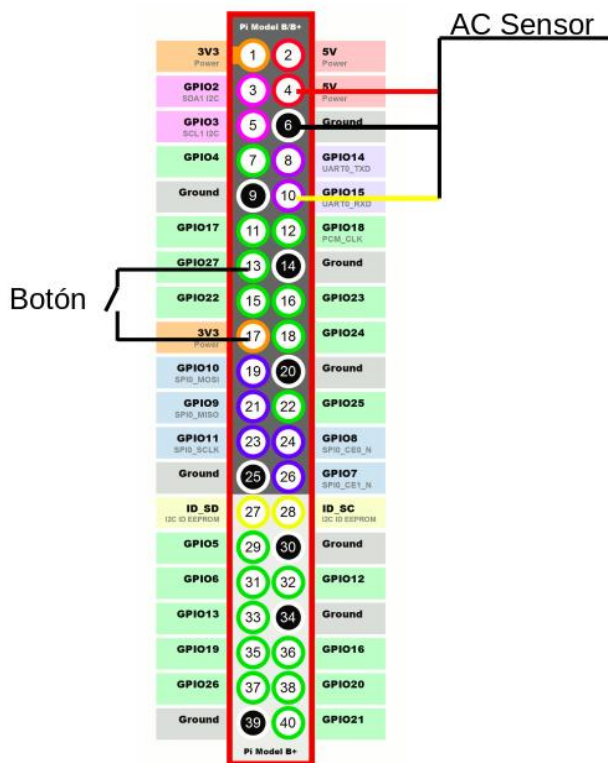 AC Sensor
Pi Model B/B+
3V3
Power
1
2
5V
Power
GPIO2
SDA1 I2C
3
4
5V
Power
GPIO3
SCL1 I2C
5
6
Ground
GPIO4
7
8
GPIO14
UART0_TXD
Ground
9
10
GPIO15
UART0_RXD
GPIO17
11
12
GPIO18
PCM_CLK
GPIO27
13
14
Ground
Botón
GPIO22
15
16
GPIO23
3V3
Power
17
18
GPIO24
GPIO10
SPI0_MOSI
19
20
Ground
GPIO9
SPI0_MISO
21
22
GPIO25
GPIO11
SPI0_SCLK
23
24
GPIO8
SPI0_CE0_N
Ground
25
26
GPIO7
SPI0_CE1_N
ID_SD
I2C ID EEPROM
27
28
ID_SC
I2C ID EEPROM
GPIO5
29
30
Ground
GPIO6
31
32
GPIO12
GPIO13
33
34
Ground
GPIO19
35
36
GPIO16
GPIO26
37
38
GPIO20
Ground
39
40
GPIO21
Pi Model B+